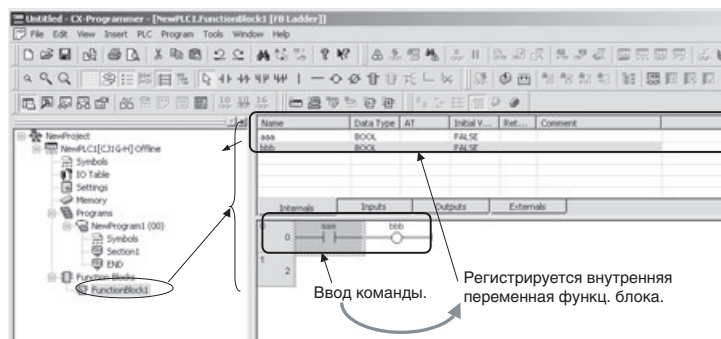 Untitled - CX-Programmer - [NewPLC1.FunctionBlock1 [FB Ladder]]
File Edit View Insert PLC Program Tools Window Help
NewProject
NewPLC1[CJ1G-H] Offline
Symbols
IO Table
Settings
Memory
Programs
NewProgram1 (00)
Symbols
Section1
END
Function Blocks
FunctionBlock1
Name Data Type AT Initial V... Ret... Comment
aaa BOOL FALSE
bbb BOOL FALSE
Internals Inputs Outputs Externals
0 aaa bbb
0
1
2
Ввод команды.
Регистрируется внутренняя
переменная функц. блока.